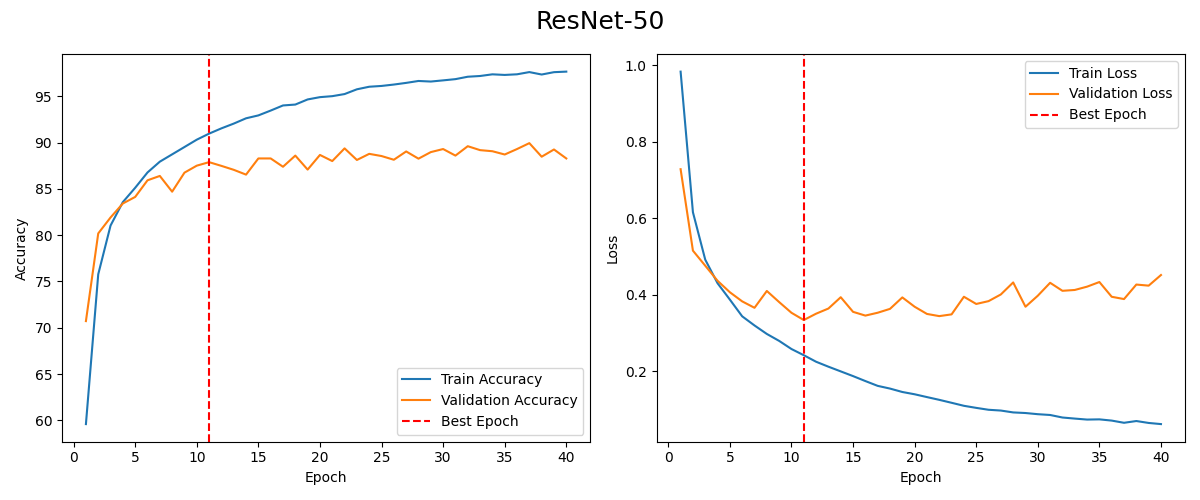 ResNet-50
Accuracy
95
90
85
80
75
70
65
60
0 5 10 15 20 25 30 35 40
Epoch
Train Accuracy
Validation Accuracy
Best Epoch
Loss
1.0
0.8
0.6
0.4
0.2
0 5 10 15 20 25 30 35 40
Epoch
Train Loss
Validation Loss
Best Epoch